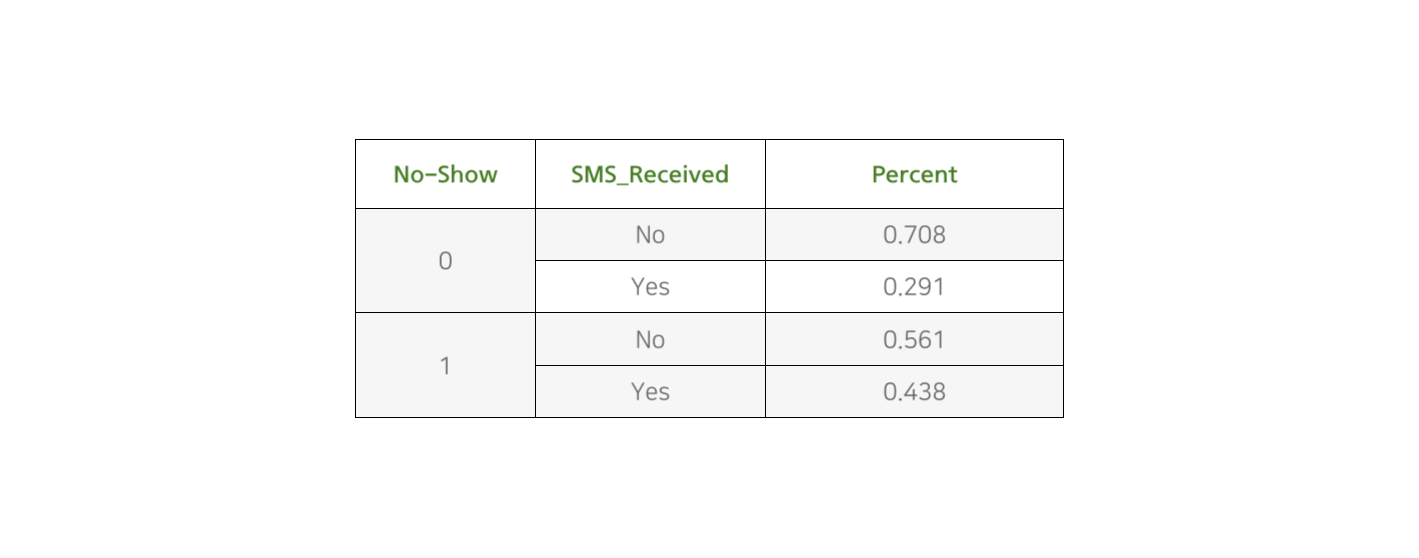 No-Show SMS_Received Percent
0 No 0.708
Yes 0.291
1 No 0.561
Yes 0.438